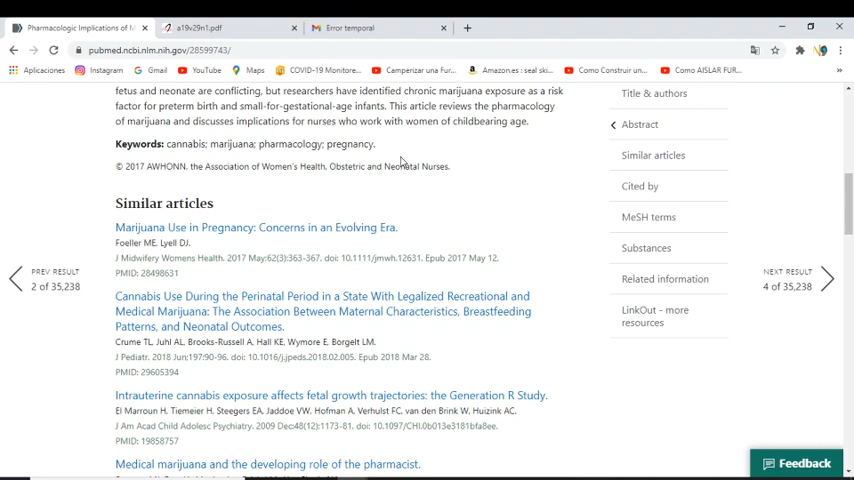 Pharmacologic Implications of M
a19v29n1.pdf
Error temporal
pubmed.ncbi.nlm.nih.gov/28599743/
Aplicaciones
Instagram
Gmail
YouTube
Maps
COVID-19 Monitore...
Camperizar una Fur...
Amazon.es : seal ski...
Como Construir un...
Como AISLAR FUR...
fetus and neonate are conflicting, but researchers have identified chronic marijuana exposure as a risk
factor for preterm birth and small-for-gestational-age infants. This article reviews the pharmacology
of marijuana and discusses implications for nurses who work with women of childbearing age.
Keywords: cannabis; marijuana; pharmacology; pregnancy.
© 2017 AWHONN, the Association of Women's Health, Obstetric and Neonatal Nurses.
Similar articles
Marijuana Use in Pregnancy: Concerns in an Evolving Era.
Foeller ME, Lyell DJ.
J Midwifery Womens Health. 2017 May;62(3):363-367. doi: 10.1111/jmwh.12631. Epub 2017 May 12.
PMID: 28498631
Cannabis Use During the Perinatal Period in a State With Legalized Recreational and
Medical Marijuana: The Association Between Maternal Characteristics, Breastfeeding
Patterns, and Neonatal Outcomes.
Crume TL, Juhl AL, Brooks-Russell A, Hall KE, Wymore E, Borgelt LM.
J Pediatr. 2018 Jun;197:90-96. doi: 10.1016/j.jpeds.2018.02.005. Epub 2018 Mar 28.
PMID: 29605394
Intrauterine cannabis exposure affects fetal growth trajectories: the Generation R Study.
El Marroun H, Tiemeier H, Steegers EA, Jaddoe VW, Hofman A, Verhulst FC, van den Brink W, Huizink AC.
J Am Acad Child Adolesc Psychiatry. 2009 Dec;48(12):1173-81. doi: 10.1097/CHI.0b013e3181bfa8ee.
PMID: 19858757
Medical marijuana and the developing role of the pharmacist.
PREV RESULT
2 of 35,238
NEXT RESULT
4 of 35,238
Title & authors
Abstract
Similar articles
Cited by
MeSH terms
Substances
Related information
LinkOut - more
resources
Feedback